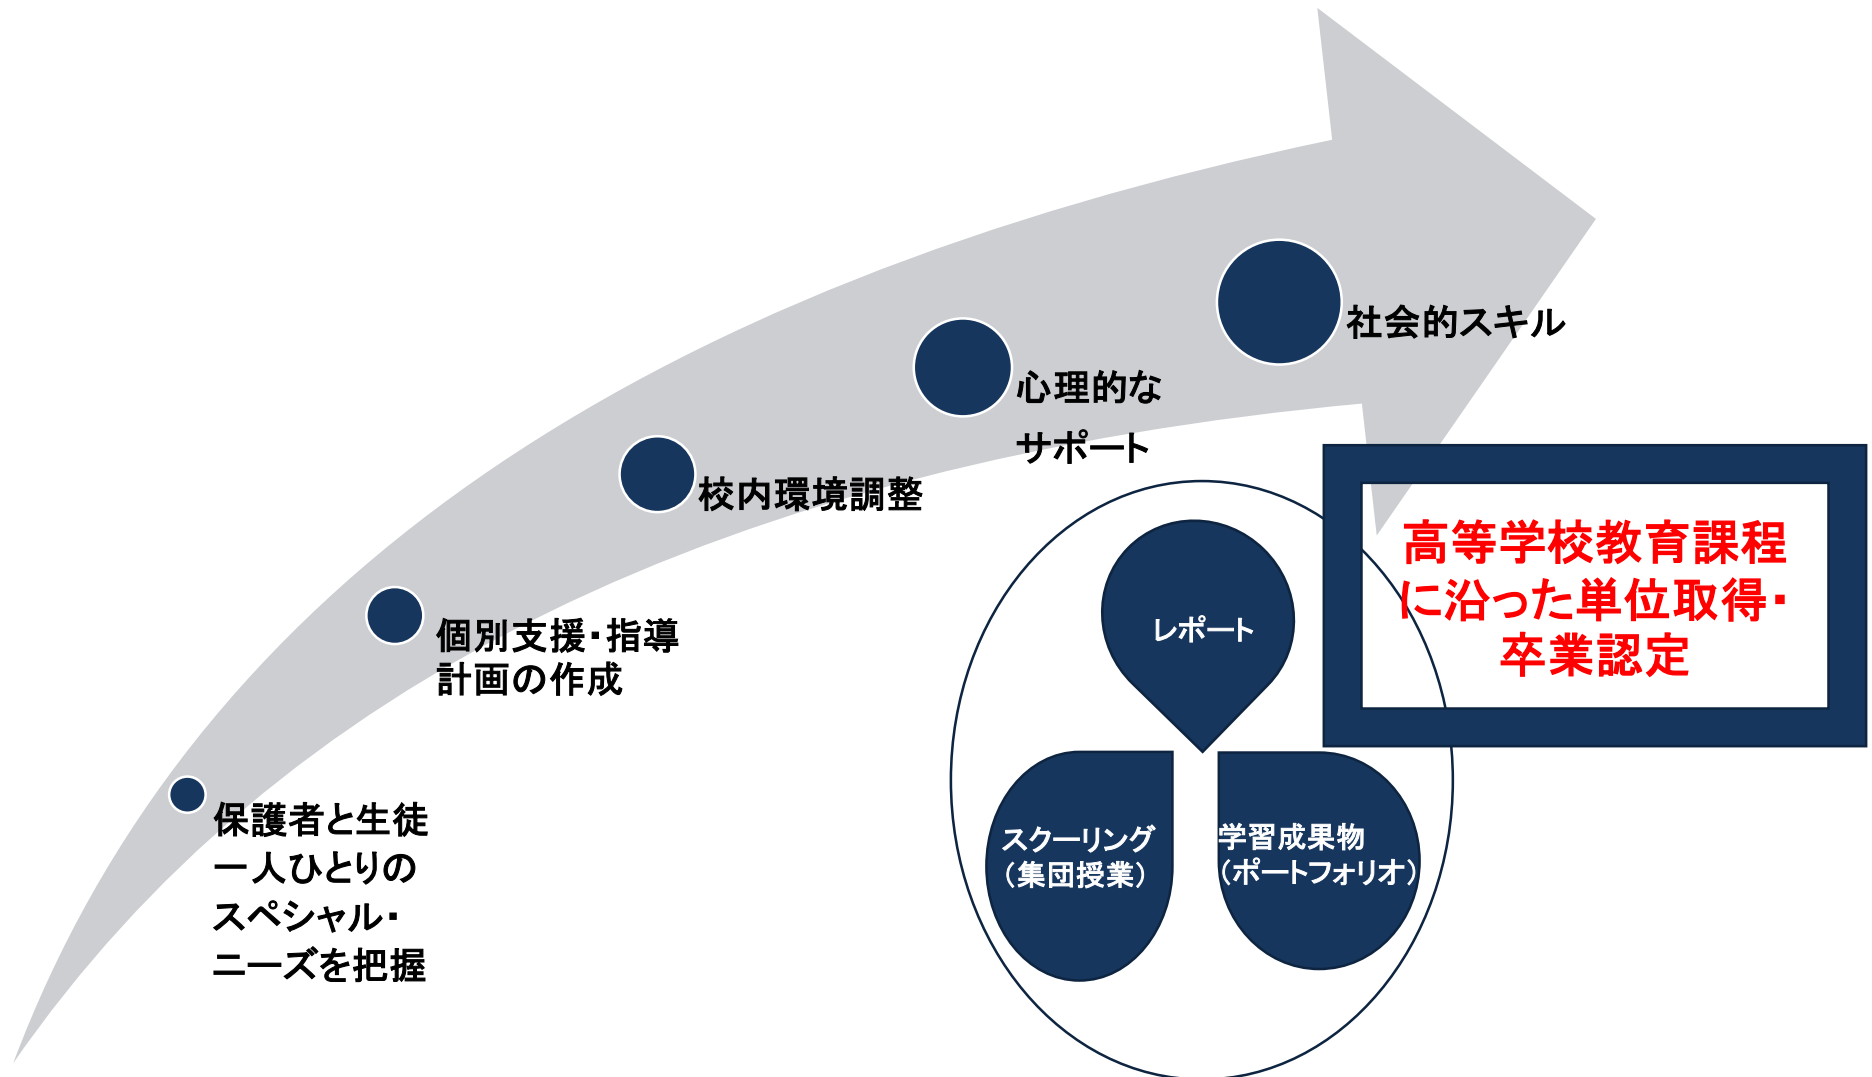 社会的スキル
心理的な
サポート
校内環境調整
個別支援・指導
計画の作成
保護者と生徒
一人ひとりの
スペシャル・
ニーズを把握
高等学校教育課程
に沿った単位取得・
卒業認定
レポート
スクーリング
（集団授業）
学習成果物
（ポートフォリオ）